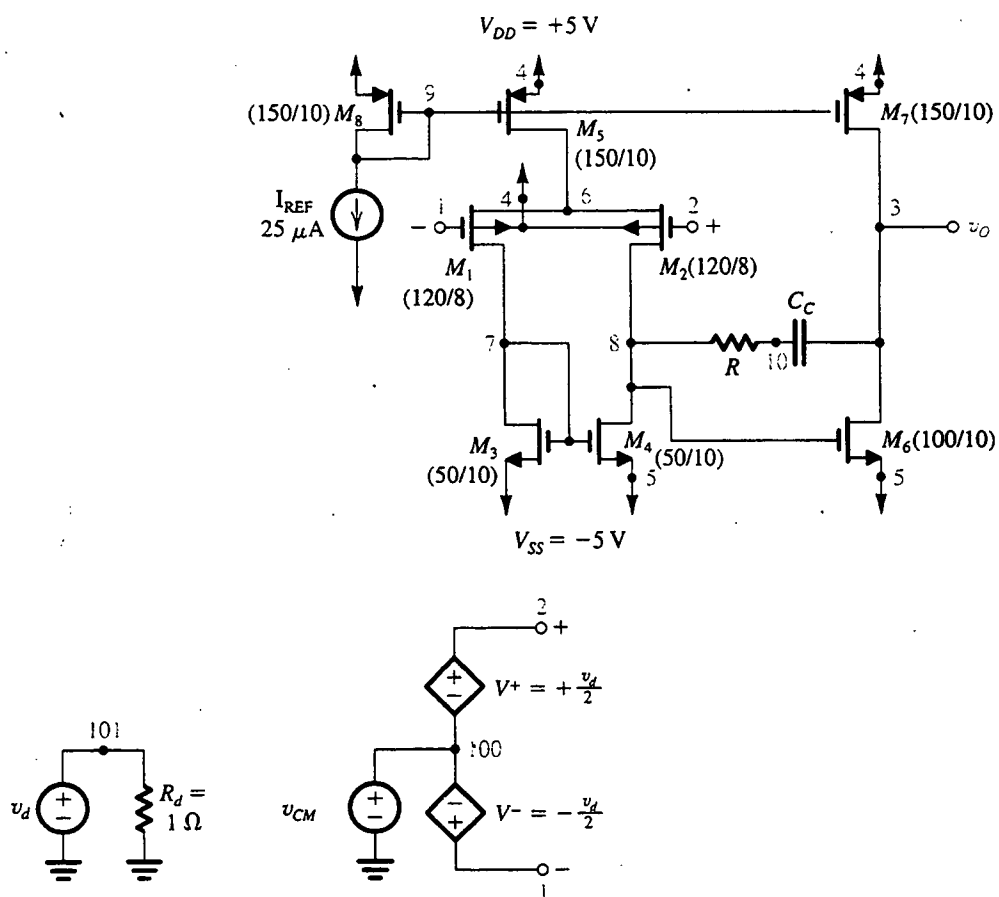 V_DD = +5 V
4
4
9
(150/10) M_8
M_5
(150/10)
M_7(150/10)
I_REF
25 μA
1
4
6
2
3
−
+
v_O
M_1
(120/8)
M_2(120/8)
C_C
7
8
R
10
M_3
(50/10)
M_4
(50/10)
5
M_6(100/10)
5
V_SS = −5 V
2
+
+
−
V^+ = + v_d/2
101
100
v_d
+
−
R_d =
1 Ω
v_CM
+
−
−
+
V^− = − v_d/2
−
1